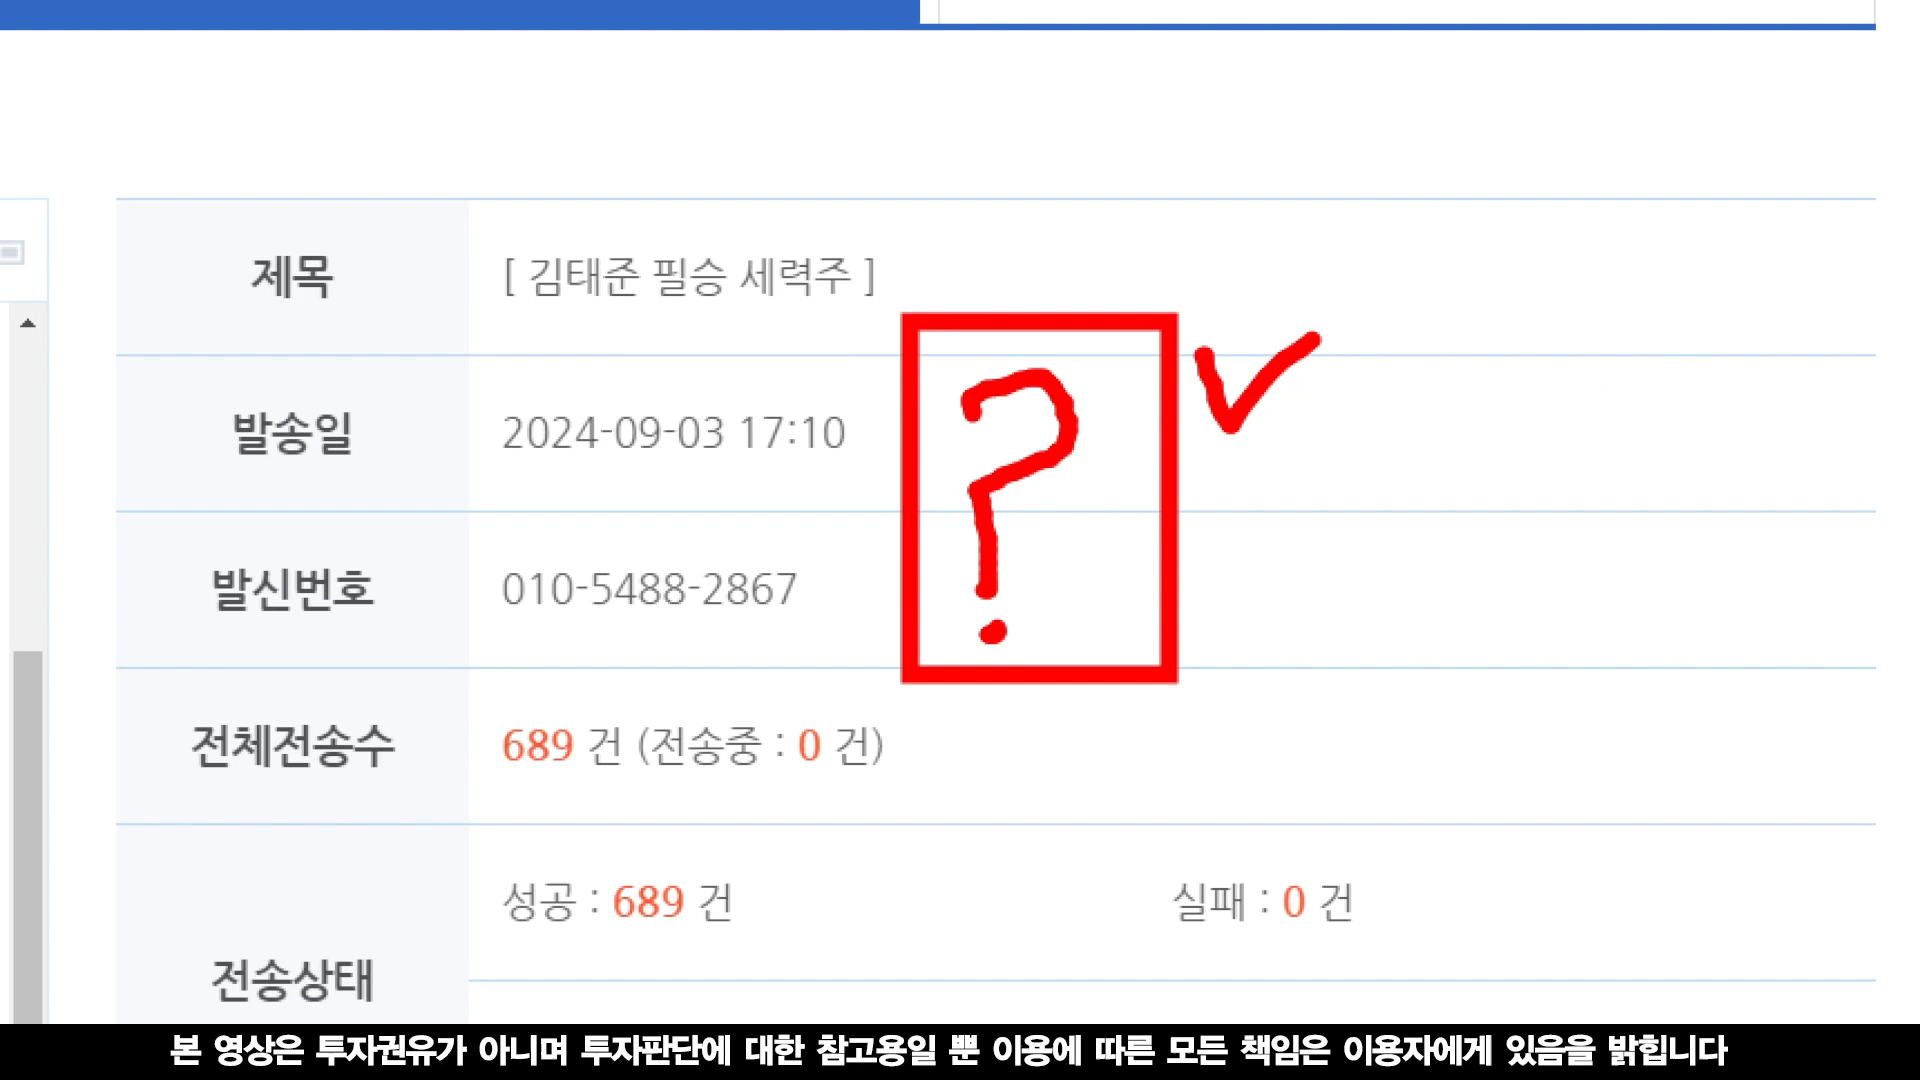 제목 [ 김태준 필승 세력주 ]
발송일 2024-09-03 17:10
?
발신번호 010-5488-2867
전체전송수 689 건 (전송중 : 0 건)
성공 : 689 건 실패 : 0 건
전송상태
본 영상은 투자권유가 아니며 투자판단에 대한 참고용일 뿐 이용에 따른 모든 책임은 이용자에게 있음을 밝힙니다